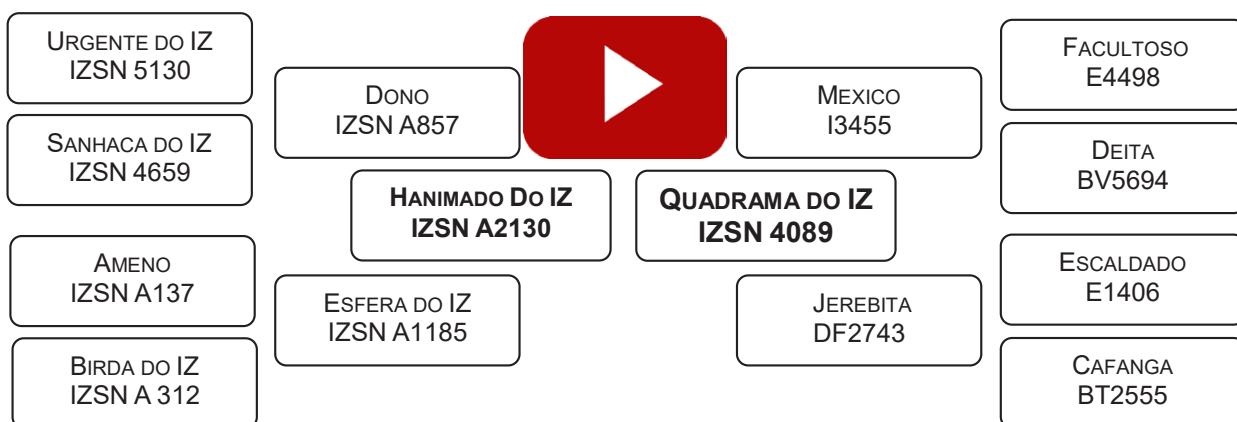 URGENTE DO IZ
IZSN 5130
SANHACA DO IZ
IZSN 4659
AMENO
IZSN A137
BIRDA DO IZ
IZSN A 312
DONO
IZSN A857
ESFERA DO IZ
IZSN A1185
HANIMADO DO IZ
IZSN A2130
QUADRAMA DO IZ
IZSN 4089
MEXICO
I3455
JEREBITA
DF2743
FACULTOSO
E4498
DEITA
BV5694
ESCALDADO
E1406
CAFANGA
BT2555